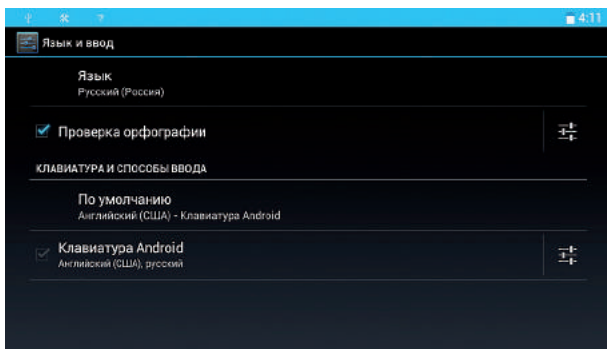 4:11
Язык и ввод
Язык
Русский (Россия)
Проверка орфографии
КЛАВИАТУРА И СПОСОБЫ ВВОДА
По умолчанию
Английский (США) - Клавиатура Android
Клавиатура Android
Английский (США), русский